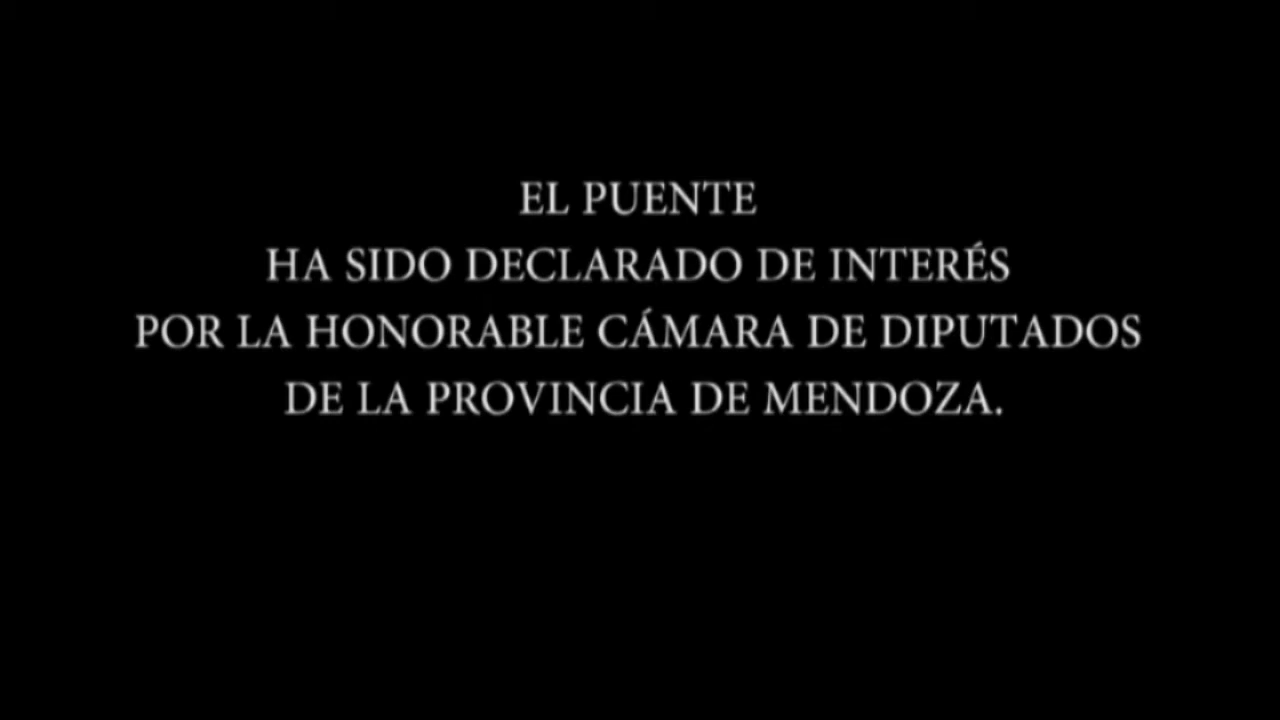 EL PUENTE
HA SIDO DECLARADO DE INTERÉS
POR LA HONORABLE CÁMARA DE DIPUTADOS
DE LA PROVINCIA DE MENDOZA.